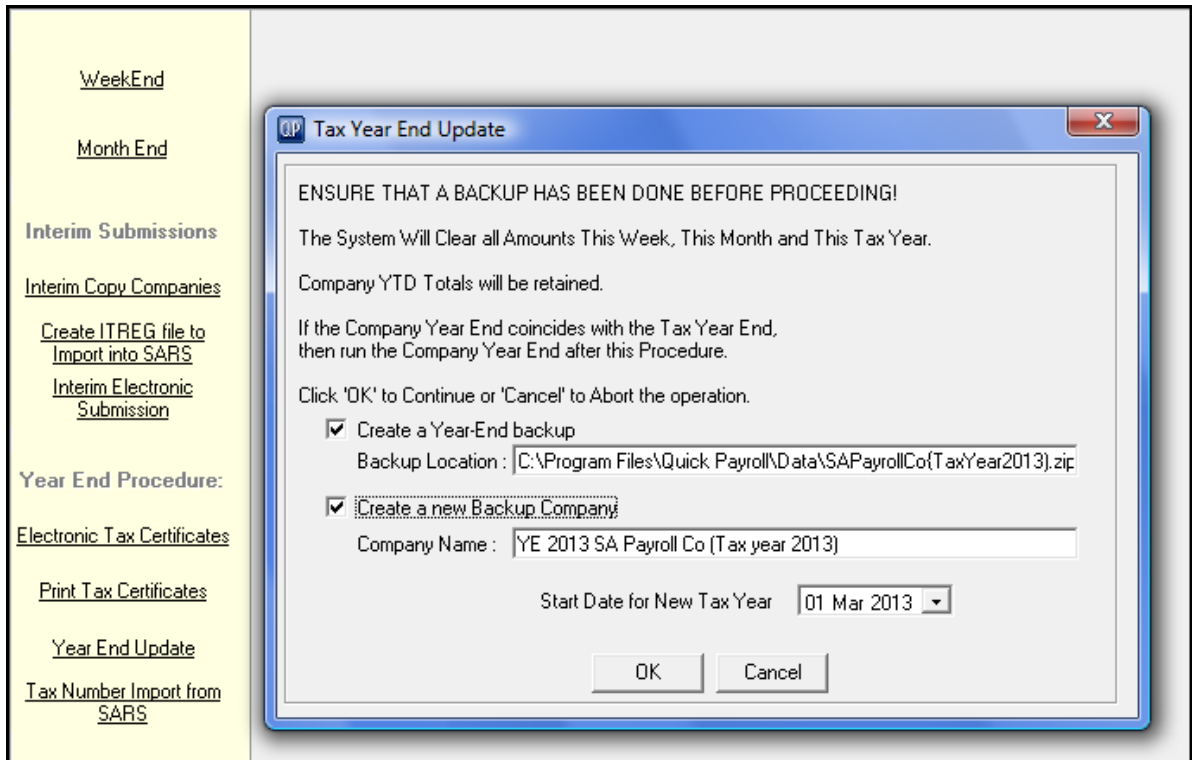 WeekEnd
Month End
Interim Submissions
Interim Copy Companies
Create ITREG file to
Import into SARS
Interim Electronic
Submission
Year End Procedure:
Electronic Tax Certificates
Print Tax Certificates
Year End Update
Tax Number Import from
SARS
QP Tax Year End Update
ENSURE THAT A BACKUP HAS BEEN DONE BEFORE PROCEEDING!
The System Will Clear all Amounts This Week, This Month and This Tax Year.
Company YTD Totals will be retained.
If the Company Year End coincides with the Tax Year End,
then run the Company Year End after this Procedure.
Click 'OK' to Continue or 'Cancel' to Abort the operation.
Create a Year-End backup
Backup Location : C:\Program Files\Quick Payroll\Data\SAPayrollCo{TaxYear2013}.zip
Create a new Backup Company
Company Name : YE 2013 SA Payroll Co (Tax year 2013)
Start Date for New Tax Year 01 Mar 2013
OK Cancel